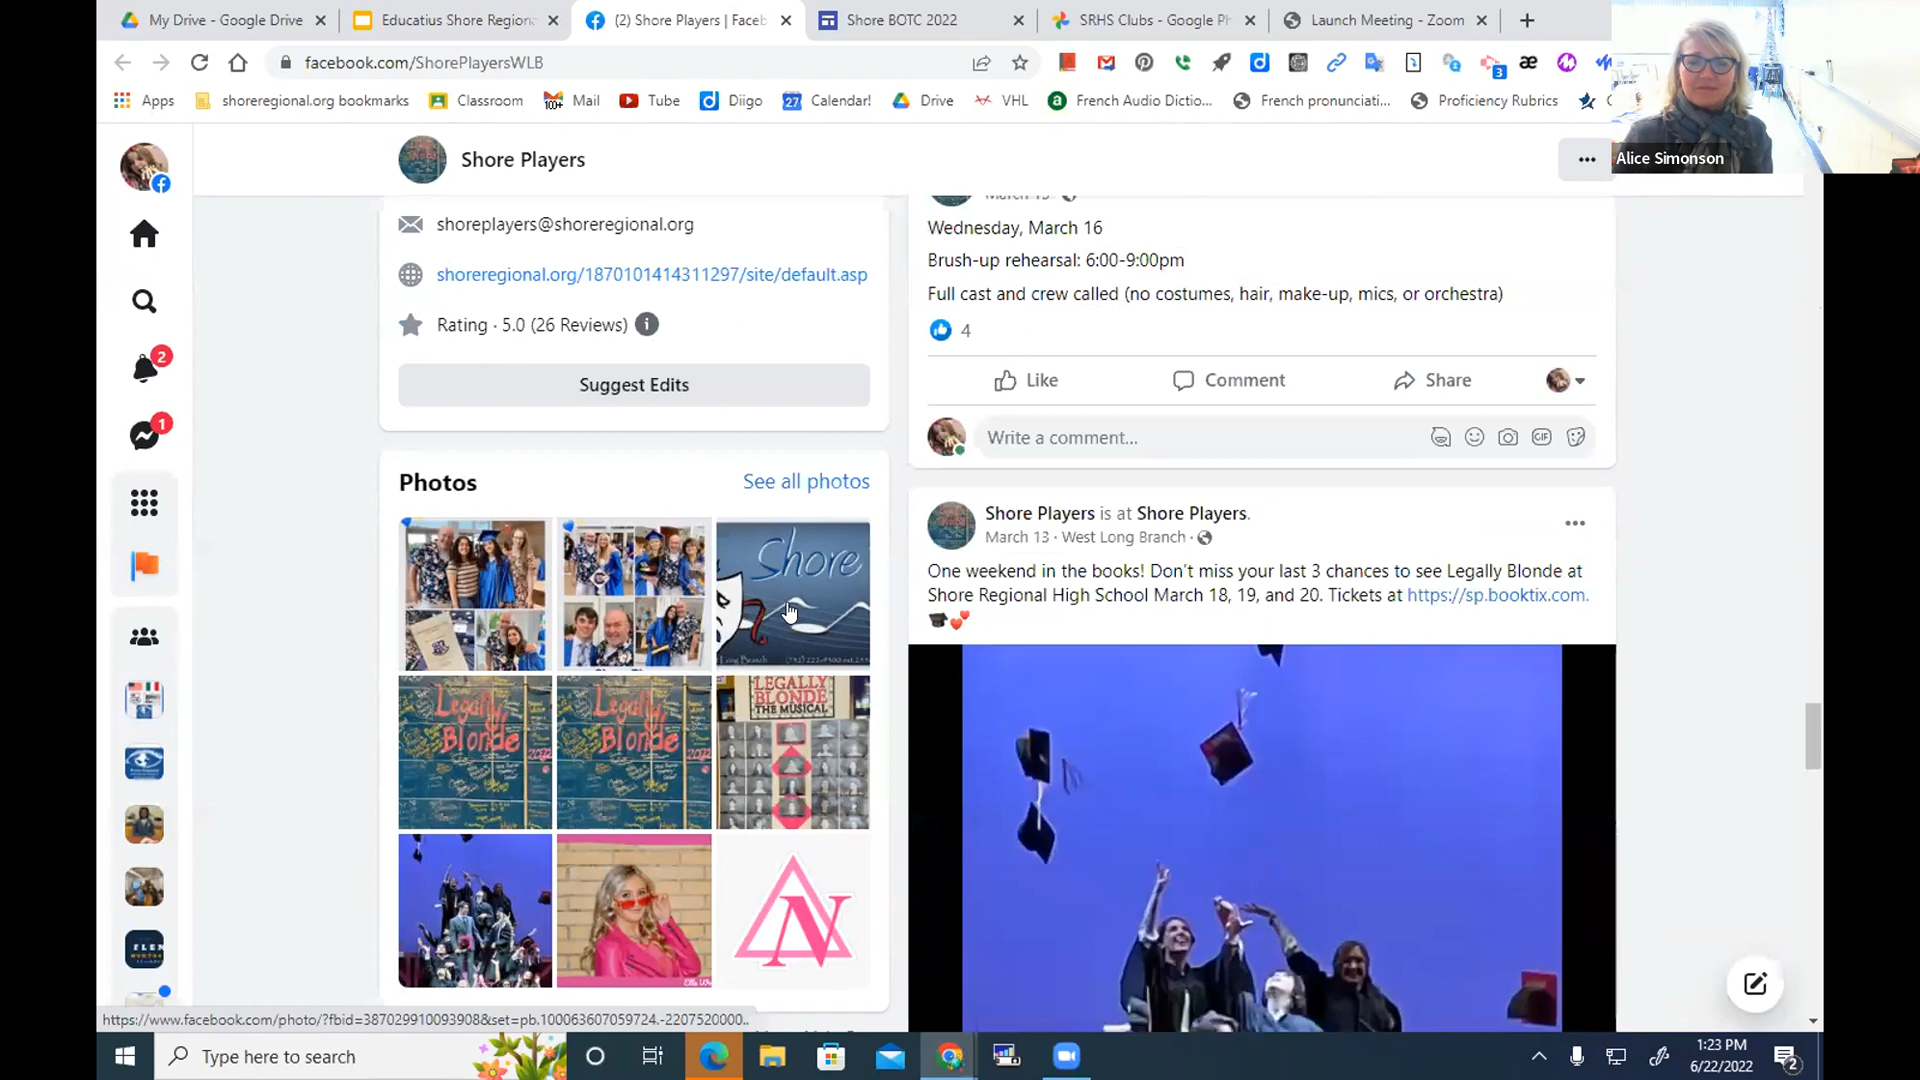 My Drive - Google Drive
Educatius Shore Regiona
(2) Shore Players | Faceb
Shore BOTC 2022
SRHS Clubs - Google Ph
Launch Meeting - Zoom
facebook.com/ShorePlayersWLB
Apps
shoreregional.org bookmarks
Classroom
Mail
Tube
Diigo
Calendar!
Drive
VHL
French Audio Dictio...
French pronunciati...
Proficiency Rubrics
Alice Simonson
Shore Players
shoreplayers@shoreregional.org
shoreregional.org/1870101414311297/site/default.asp
Rating · 5.0 (26 Reviews)
Suggest Edits
Photos
See all photos
Shore
Legally Blonde
2022
Legally Blonde
LEGALLY
BLONDE
THE MUSICAL
N
Wednesday, March 16
Brush-up rehearsal: 6:00-9:00pm
Full cast and crew called (no costumes, hair, make-up, mics, or orchestra)
4
Like
Comment
Share
Write a comment...
GIF
Shore Players is at Shore Players.
March 13 · West Long Branch ·
One weekend in the books! Don't miss your last 3 chances to see Legally Blonde at
Shore Regional High School March 18, 19, and 20. Tickets at https://sp.booktix.com.
2
1
https://www.facebook.com/photo/?fbid=387029910093908&set=pb.100063607059724.-2207520000..
Type here to search
1:23 PM
6/22/2022
2